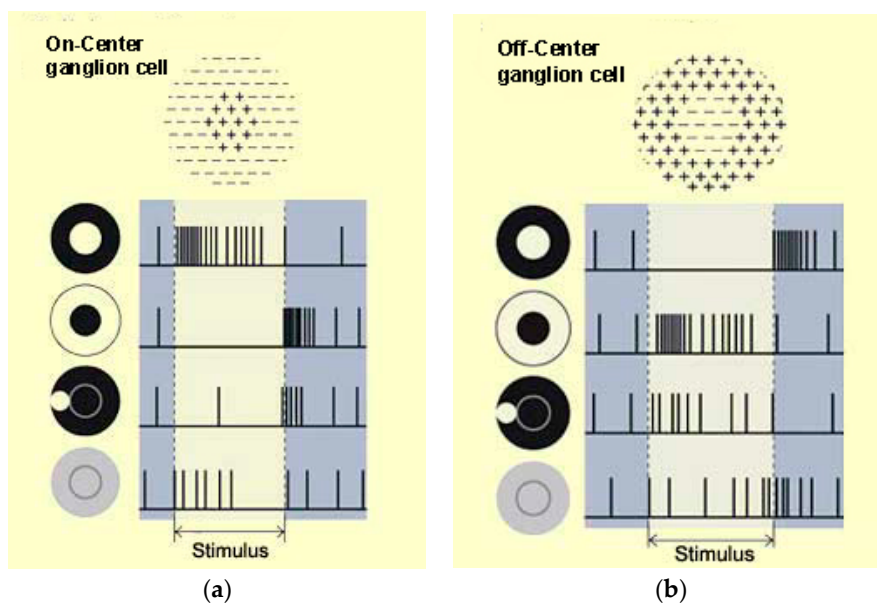 On-Center
ganglion cell
Stimulus
(a)
Off-Center
ganglion cell
Stimulus
(b)